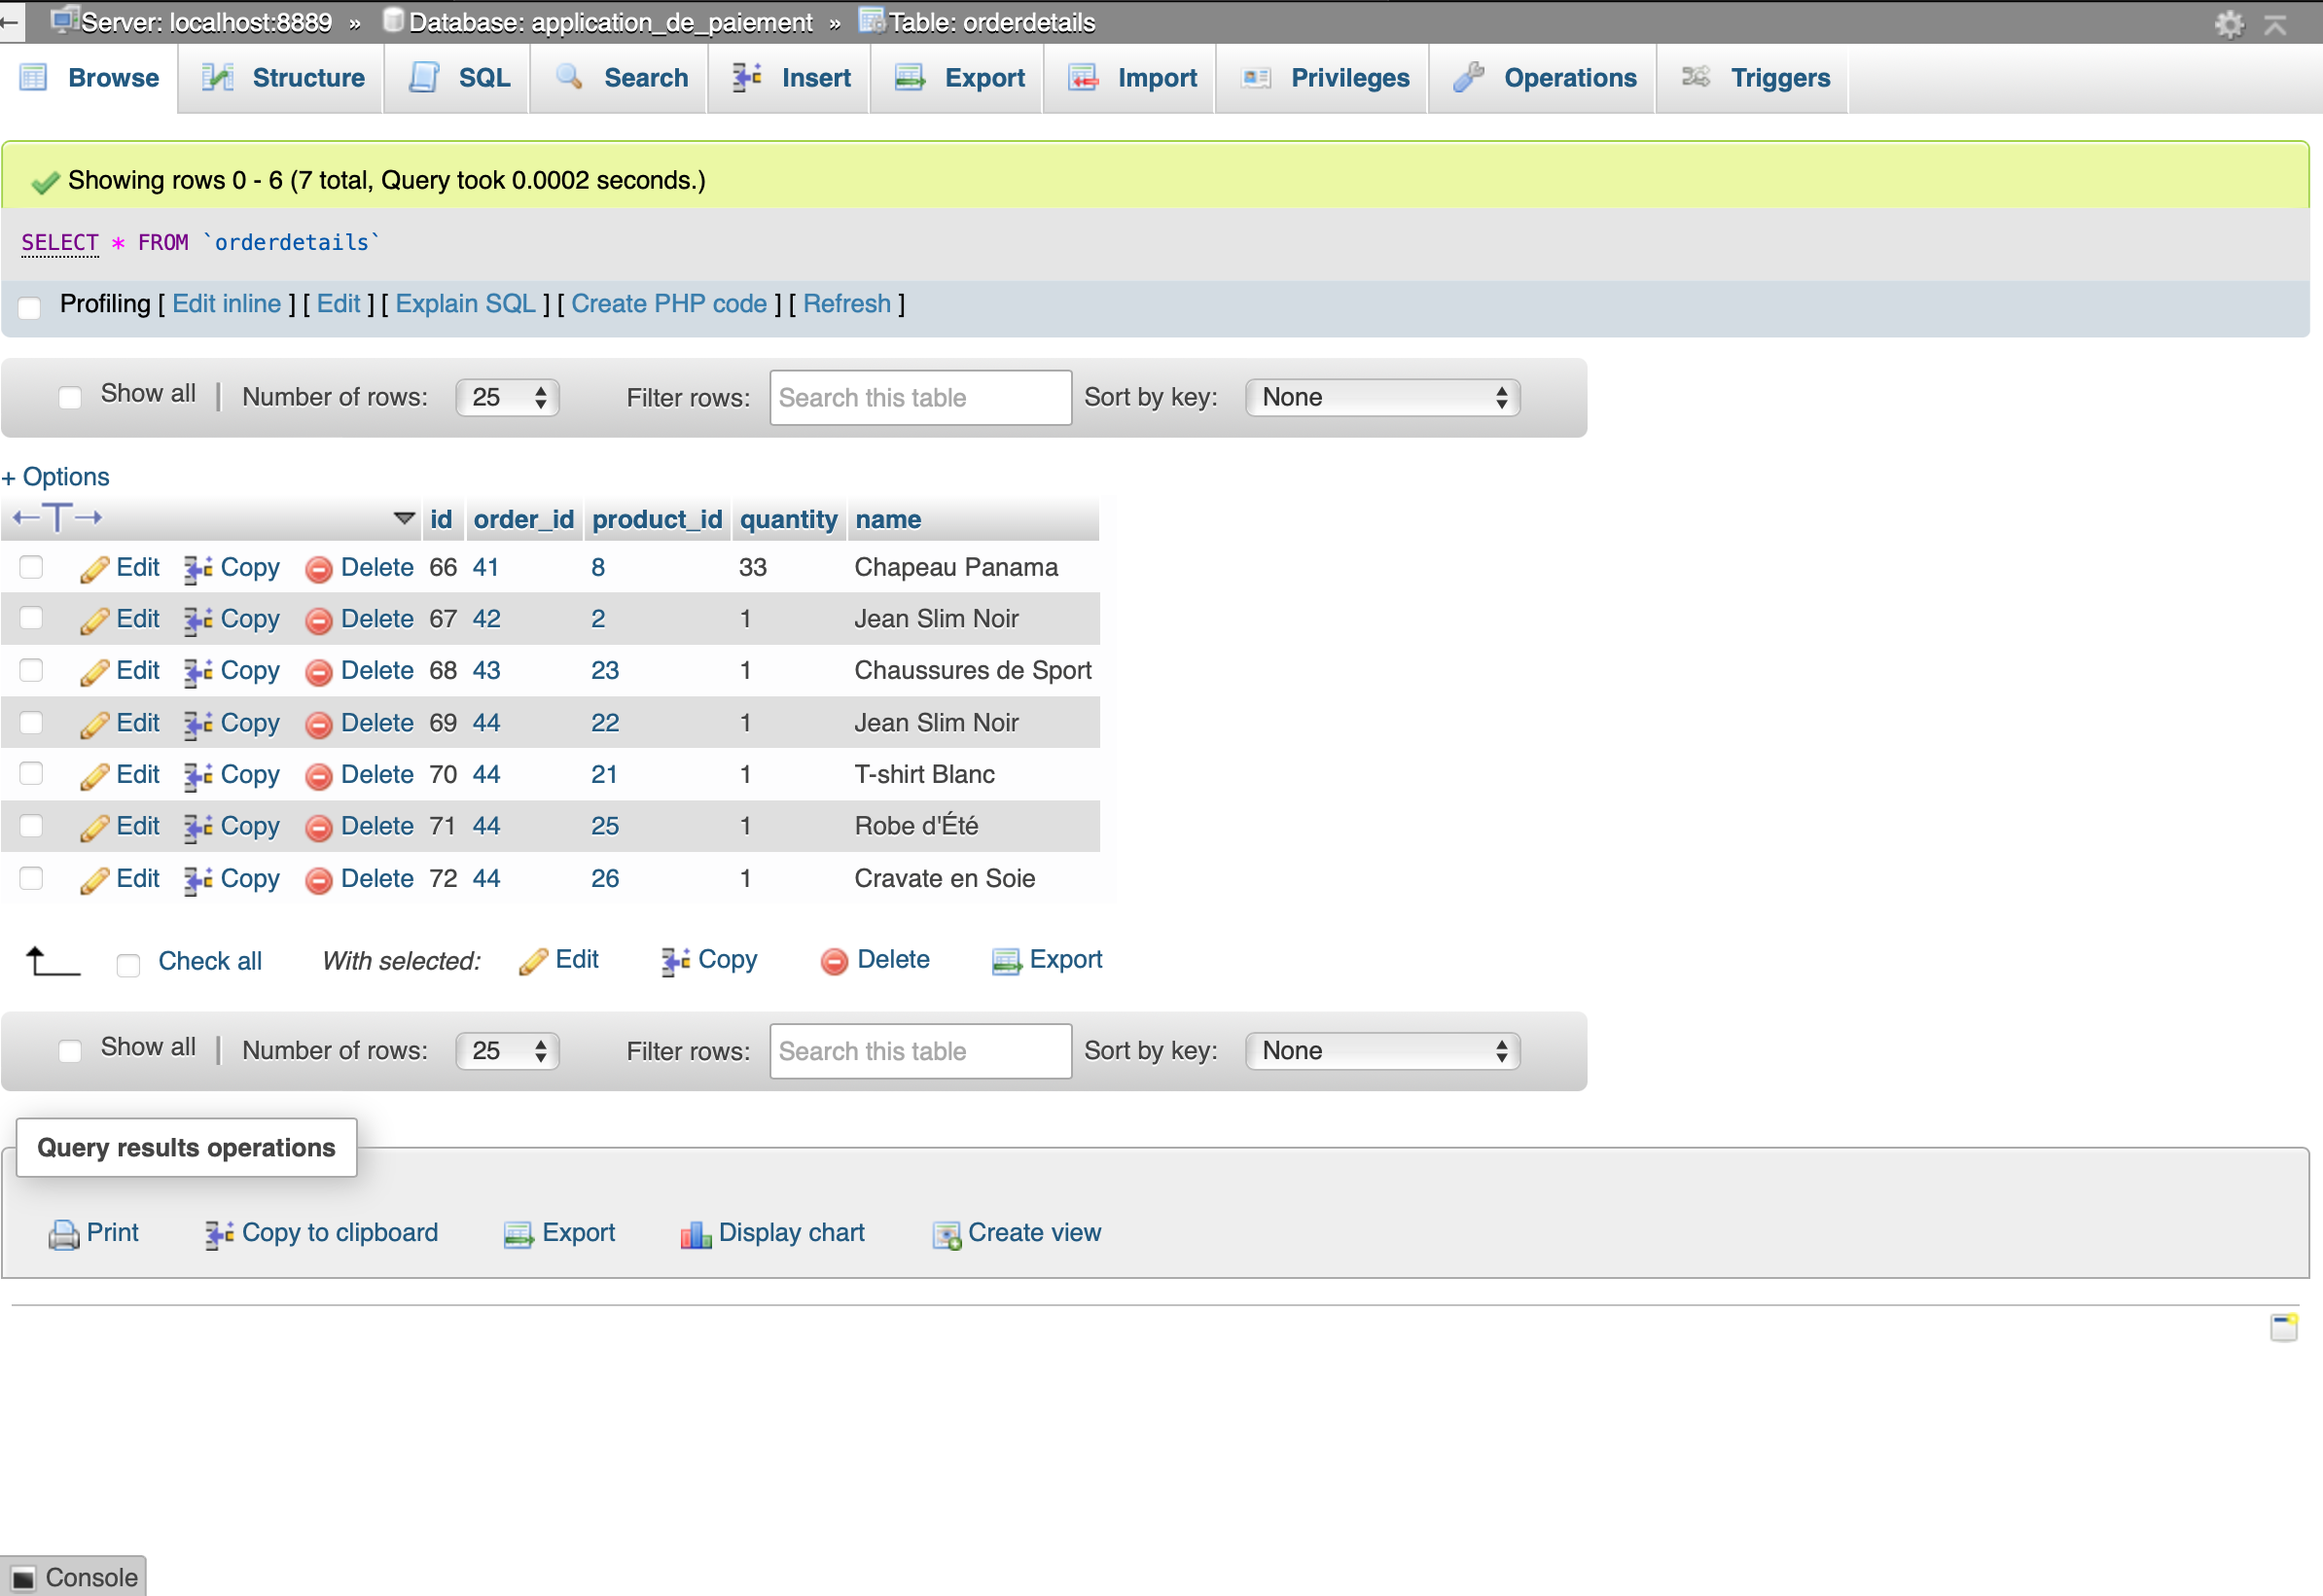 Server: localhost:8889 » Database: application_de_paiement » Table: orderdetails
Browse Structure SQL Search Insert Export Import Privileges Operations Triggers
Showing rows 0 - 6 (7 total, Query took 0.0002 seconds.)
SELECT * FROM `orderdetails`
Profiling [ Edit inline ] [ Edit ] [ Explain SQL ] [ Create PHP code ] [ Refresh ]
Show all | Number of rows: 25 Filter rows: Search this table Sort by key: None
+ Options
←T→ id order_id product_id quantity name
Edit Copy Delete 66 41 8 33 Chapeau Panama
Edit Copy Delete 67 42 2 1 Jean Slim Noir
Edit Copy Delete 68 43 23 1 Chaussures de Sport
Edit Copy Delete 69 44 22 1 Jean Slim Noir
Edit Copy Delete 70 44 21 1 T-shirt Blanc
Edit Copy Delete 71 44 25 1 Robe d'Été
Edit Copy Delete 72 44 26 1 Cravate en Soie
Check all With selected: Edit Copy Delete Export
Show all | Number of rows: 25 Filter rows: Search this table Sort by key: None
Query results operations
Print Copy to clipboard Export Display chart Create view
Console